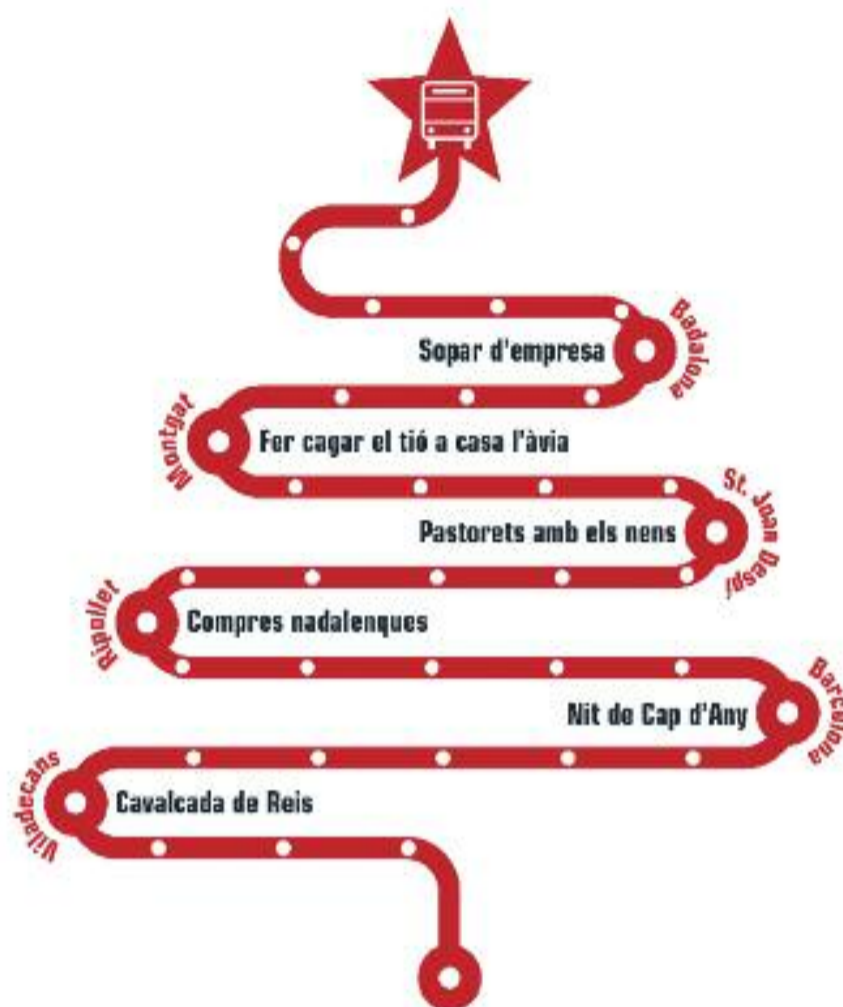 Badalona
Sopar d'empresa
Montgat
Fer cagar el tió a casa l'àvia
St. Joan Despí
Pastorets amb els nens
Ripollet
Compres nadalenques
Barcelona
Nit de Cap d'Any
Viladecans
Cavalcada de Reis